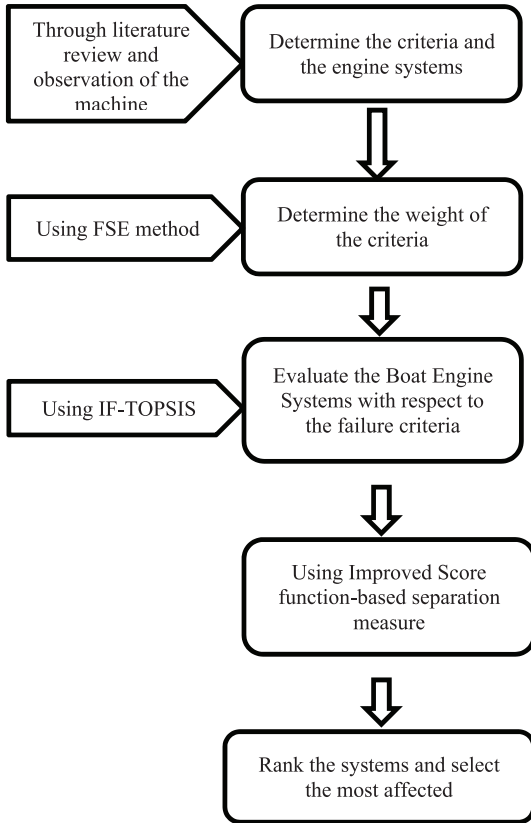 Through literature
review and
observation of the
machine
Determine the criteria and
the engine systems
Using FSE method
Determine the weight of
the criteria
Using IF-TOPSIS
Evaluate the Boat Engine
Systems with respect to
the failure criteria
Using Improved Score
function-based separation
measure
Rank the systems and select
the most affected